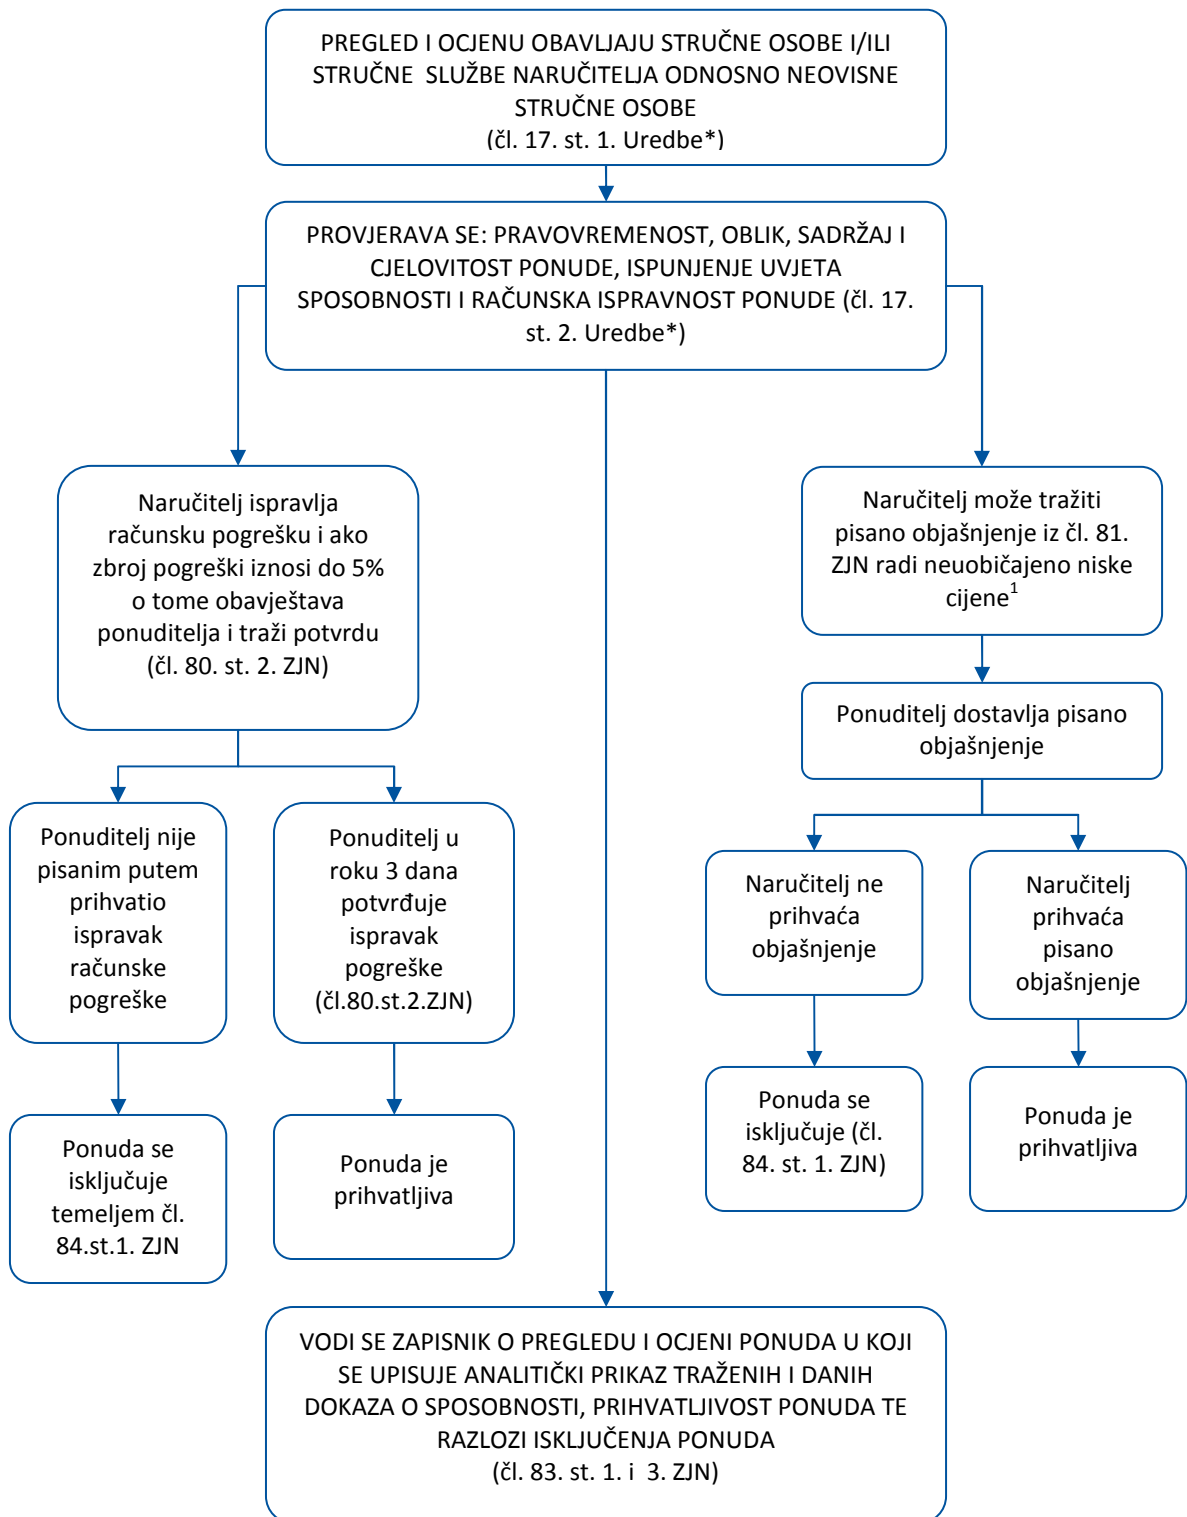 PREGLED I OCJENU OBAVLJAJU STRUČNE OSOBE I/ILI
STRUČNE SLUŽBE NARUČITELJA ODNOSNO NEOVISNE
STRUČNE OSOBE
(čl. 17. st. 1. Uredbe*)
PROVJERAVA SE: PRAVOVREMENOST, OBLIK, SADRŽAJ I
CJELOVITOST PONUDE, ISPUNJENJE UVJETA
SPOSOBNOSTI I RAČUNSKA ISPRAVNOST PONUDE (čl. 17.
st. 2. Uredbe*)
Naručitelj ispravlja
računsku pogrešku i ako
zbroj pogreški iznosi do 5%
o tome obavještava
ponuditelja i traži potvrdu
(čl. 80. st. 2. ZJN)
Naručitelj može tražiti
pisano objašnjenje iz čl. 81.
ZJN radi neuobičajeno niske
cijene¹
Ponuditelj dostavlja pisano
objašnjenje
Ponuditelj nije
pisanim putem
prihvatio
ispravak
računske
pogreške
Ponuditelj u
roku 3 dana
potvrđuje
ispravak
pogreške
(čl.80.st.2.ZJN)
Naručitelj ne
prihvaća
objašnjenje
Naručitelj
prihvaća
pisano
objašnjenje
Ponuda se
isključuje
temeljem čl.
84.st.1. ZJN
Ponuda je
prihvatljiva
Ponuda se
isključuje (čl.
84. st. 1. ZJN)
Ponuda je
prihvatljiva
VODI SE ZAPISNIK O PREGLEDU I OCJENI PONUDA U KOJI
SE UPISUJE ANALITIČKI PRIKAZ TRAŽENIH I DANIH
DOKAZA O SPOSOBNOSTI, PRIHVATLJIVOST PONUDA TE
RAZLOZI ISKLJUČENJA PONUDA
(čl. 83. st. 1. i 3. ZJN)